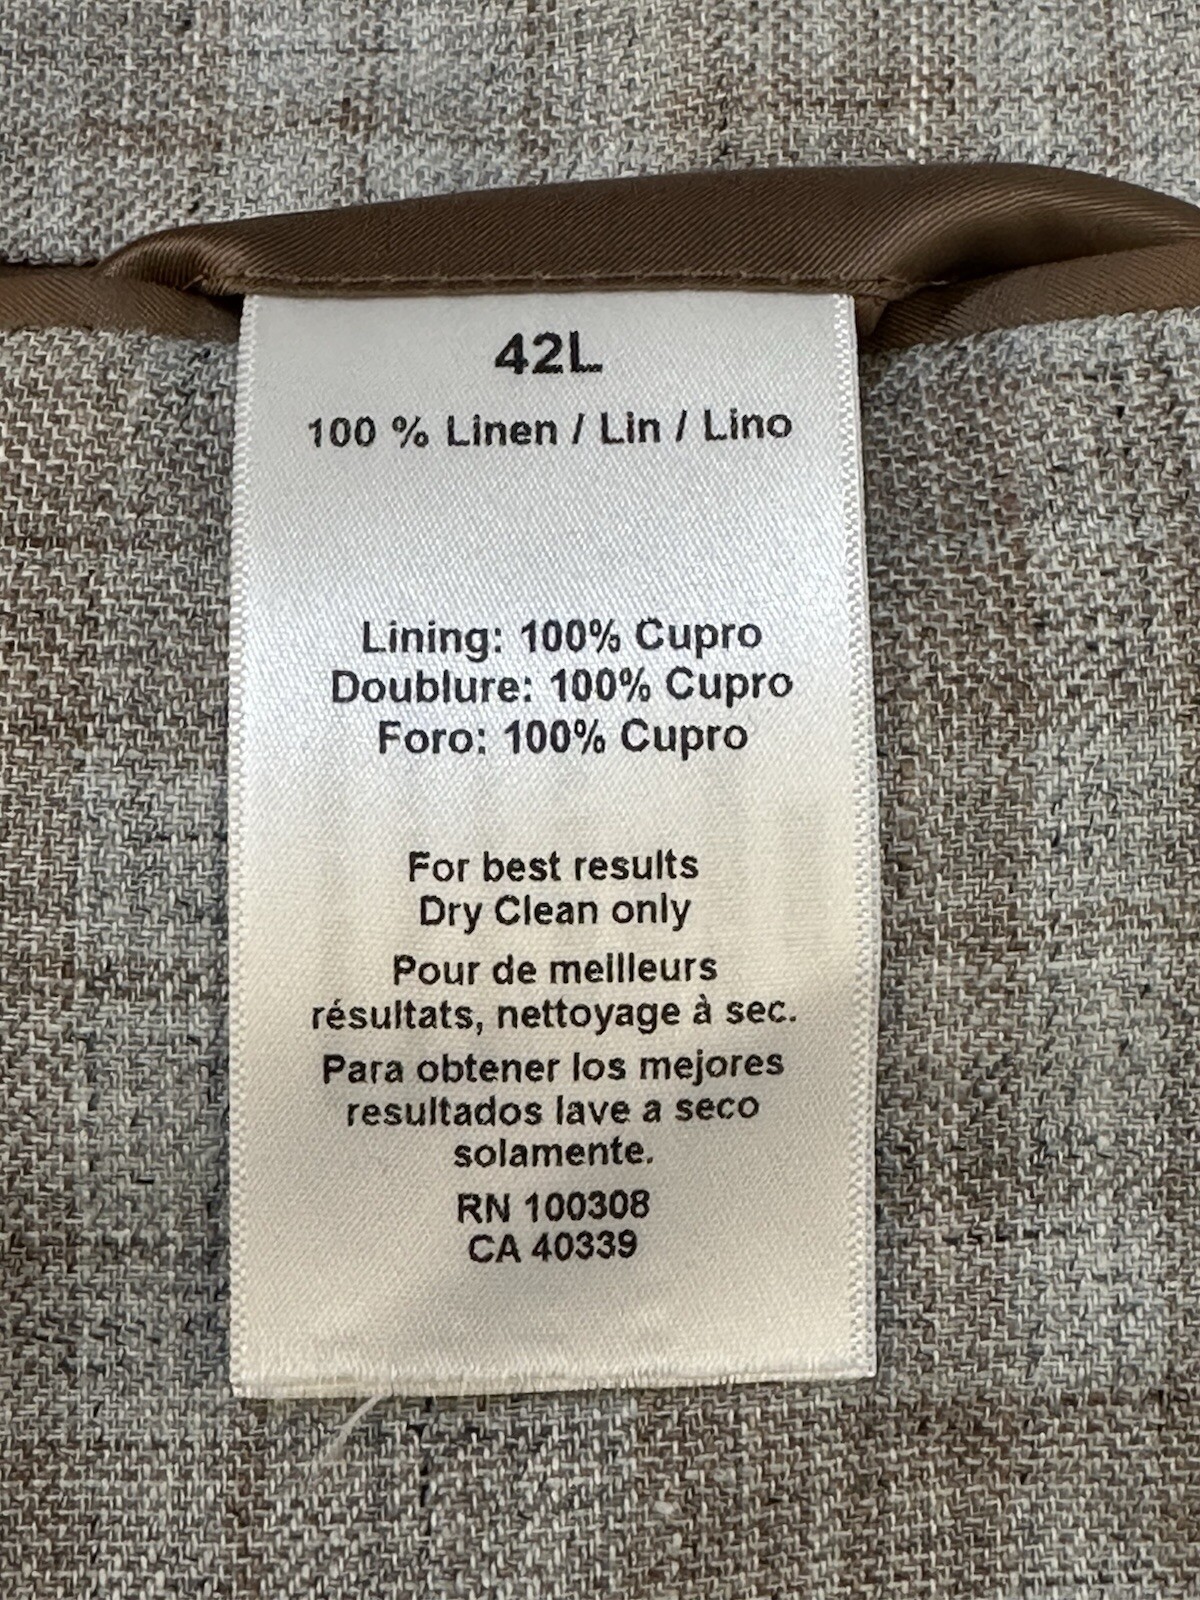 42L
100 % Linen / Lin / Lino
Lining: 100% Cupro
Doublure: 100% Cupro
Foro: 100% Cupro
For best results
Dry Clean only
Pour de meilleurs
résultats, nettoyage à sec.
Para obtener los mejores
resultados lave a seco
solamente.
RN 100308
CA 40339